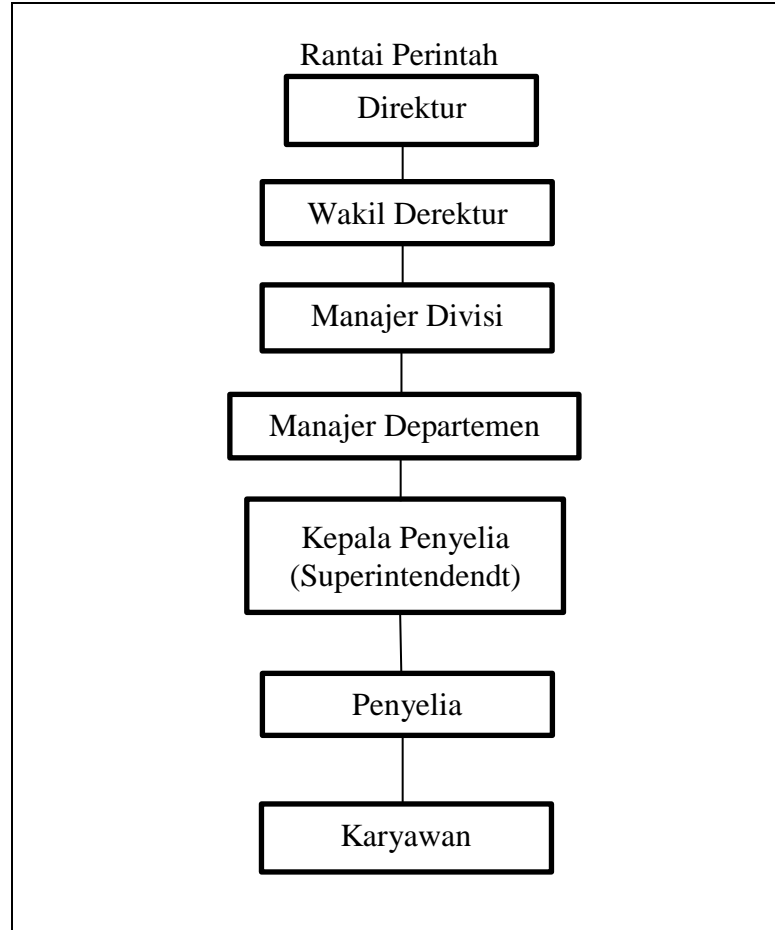 Rantai Perintah
Direktur
Wakil Derektur
Manajer Divisi
Manajer Departemen
Kepala Penyelia
(Superintendendt)
Penyelia
Karyawan